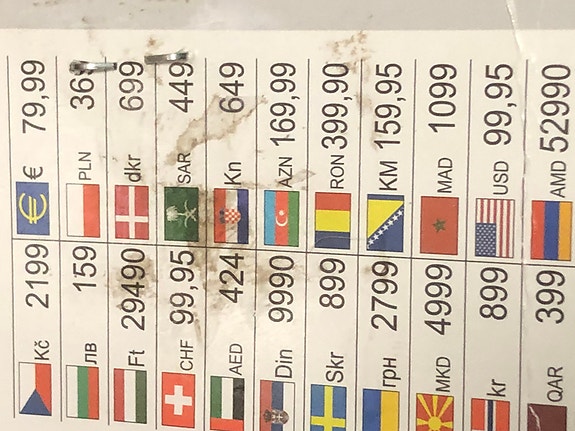 Kč 2199 € € 79,99
ЛВ 159 PLN
Ft 29490 dkr 699
CHF 99,95 SAR 449
AED 424 Kn 649
Din 9990 AZN 169,99
Skr 899 RON 399,90
грн 2799 KM 159,95
MKD 4999 MAD 1099
kr 899 USD 99,95
QAR 399 AMD 52990